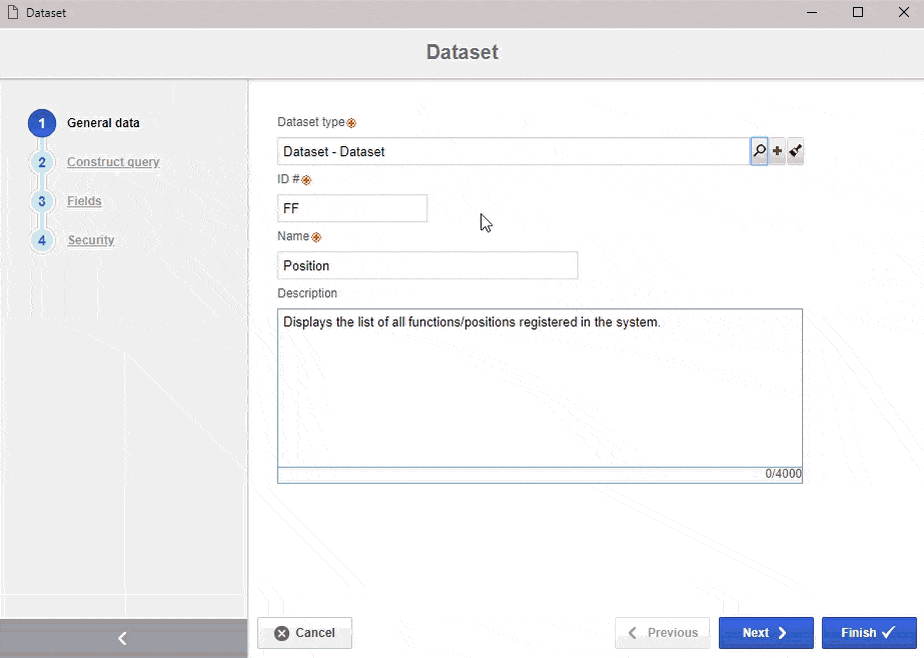 Dataset
Dataset
1 General data
2 Construct query
3 Fields
4 Security
Dataset type
Dataset - Dataset
ID #
FF
Name
Position
Description
Displays the list of all functions/positions registered in the system.
0/4000
Cancel
Previous
Next
Finish